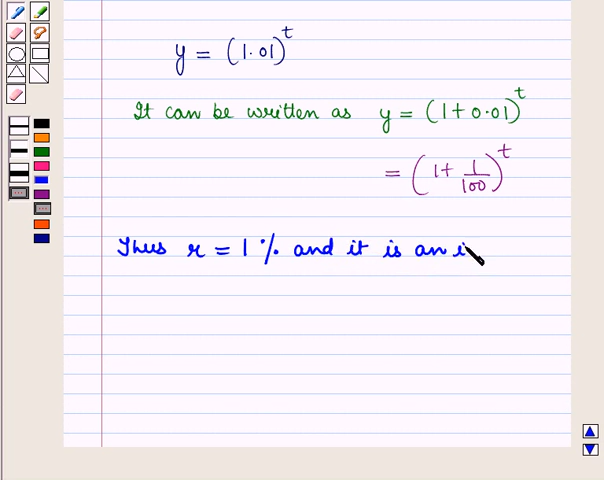 y = (1.01)^t
It can be written as y = (1 + 0.01)^t
= (1 + 1/100)^t
Thus r = 1 % and it is an i